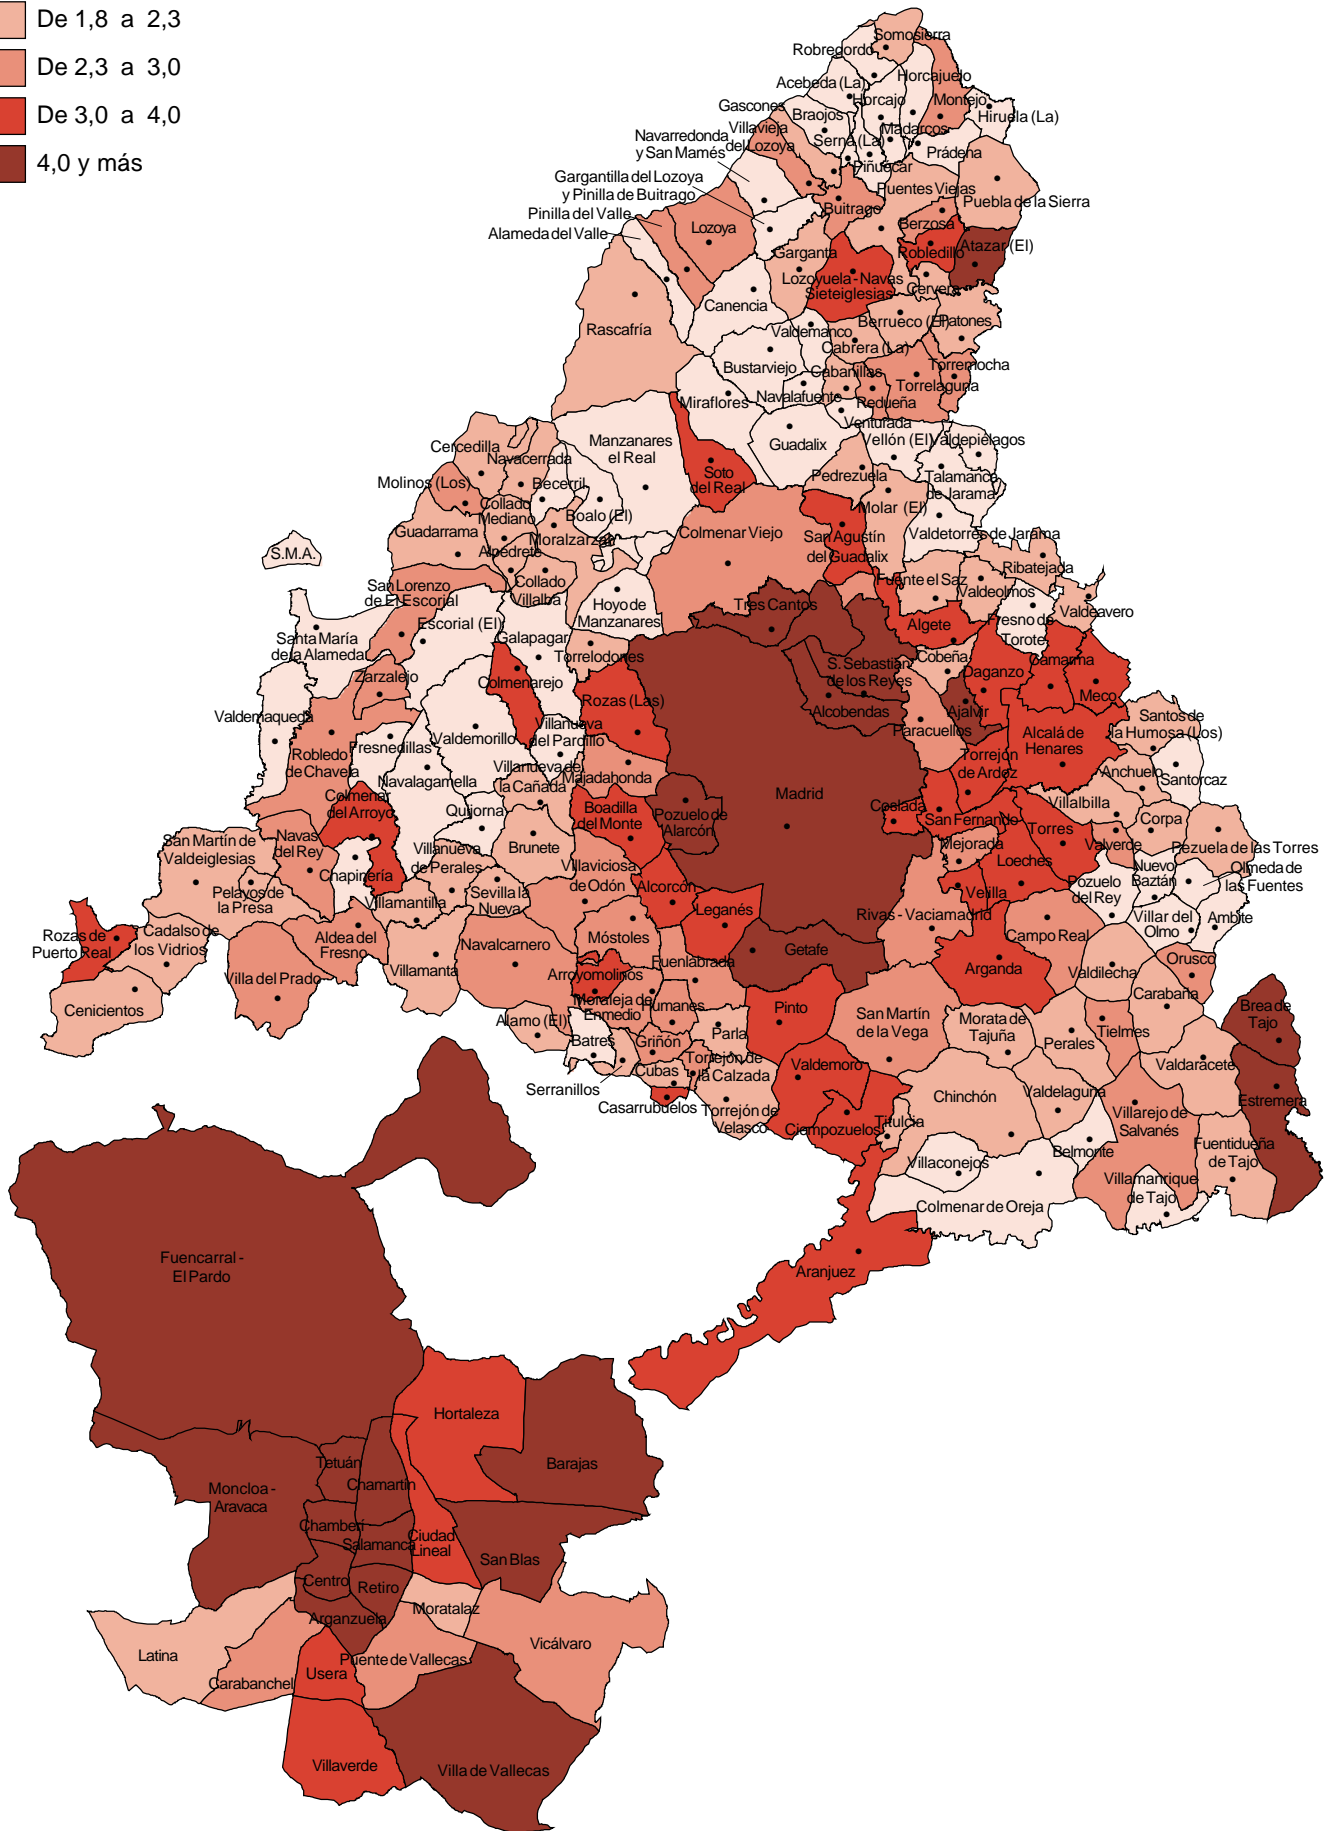 De 1,8 a 2,3
De 2,3 a 3,0
De 3,0 a 4,0
4,0 y más
Somosierra
Robregordo
Acebeda (La)
Horcajuelo
Horcajo
Montejo
Gascones
Braojos
Hiruela (La)
Villavieja
del Lozoya
Madarcos
Navarredonda
y San Mamés
Serna (La)
Prádena
Piñuecar
Gargantilla del Lozoya
y Pinilla de Buitrago
Puentes Viejas
Puebla de la Sierra
Buitrago
Pinilla del Valle
Alameda del Valle
Lozoya
Berzosa
Garganta
Robledillo
Atazar (El)
Lozoyuela - Navas
Sieteiglesias
Cervera
Canencia
Rascafría
Valdemanco
Berrueco (El)
Patones
Cabrera (La)
Bustarviejo
Cabanillas
Torremocha
Torrelaguna
Miraflores
Navalafuente
Redueña
Venturada
Manzanares
el Real
Guadalix
Vellón (El)
Valdepiélagos
Cercedilla
Navacerrada
Soto
del Real
Pedrezuela
Talamanca
de Jarama
Molinos (Los)
Becerril
Collado
Mediano
Boalo (El)
Molar (El)
Guadarrama
Moralzarzal
Colmenar Viejo
San Agustín
del Guadalix
Valdetorres de Jarama
S.M.A.
Alpedrete
Ribatejada
San Lorenzo
de El Escorial
Collado
Villalba
Fuente el Saz
Valdeolmos
Hoyo de
Manzanares
Tres Cantos
Valdeavero
Escorial (El)
Algete
Fresno de
Torote
Santa María
de la Alameda
Galapagar
Torrelodones
S. Sebastián
de los Reyes
Cobeña
Daganzo
Camarma
Zarzalejo
Colmenarejo
Rozas (Las)
Meco
Valdemaqueda
Alcobendas
Ajalvir
Paracuellos
Santos de
la Humosa (Los)
Robledo
de Chavela
Fresnedillas
Valdemorillo
Villanueva
del Pardillo
Alcalá de
Henares
Torrejón
de Ardoz
Navalagamella
Villanueva de
la Cañada
Majadahonda
Anchuelo
Santorcaz
Colmenar
del Arroyo
Quijorna
Boadilla
del Monte
Pozuelo de
Alarcón
Madrid
Coslada
San Fernando
Villalbilla
Corpa
San Martín de
Valdeiglesias
Navas
del Rey
Torres
Villanueva
de Perales
Brunete
Mejorada
Valverde
Pezuela de las Torres
Chapinería
Villaviciosa
de Odón
Loeches
Nuevo
Baztán
Olmeda de
las Fuentes
Pelayos de
la Presa
Sevilla la
Nueva
Alcorcón
Velilla
Pozuelo
del Rey
Villamantilla
Leganés
Rivas - Vaciamadrid
Villar del
Olmo
Ambite
Rozas de
Puerto Real
Cadalso de
los Vidrios
Aldea del
Fresno
Navalcarnero
Móstoles
Getafe
Campo Real
Orusco
Villa del Prado
Villamanta
Fuenlabrada
Arganda
Valdilecha
Arroyomolinos
Carabaña
Cenicientos
Moraleja de
Enmedio
Humanes
Pinto
San Martín
de la Vega
Brea de
Tajo
Alamo (El)
Parla
Morata de
Tajuña
Tielmes
Batres
Griñón
Perales
Torrejón de
la Calzada
Valdemoro
Valdaracete
Cubas
Serranillos
Casarrubuelos
Chinchón
Valdelaguna
Estremera
Torrejón de
Velasco
Ciempozuelos
Titulcia
Villarejo de
Salvanés
Fuentidueña
de Tajo
Belmonte
Villaconejos
Villamanrique
de Tajo
Colmenar de Oreja
Aranjuez
Fuencarral -
El Pardo
Hortaleza
Barajas
Tetuán
Chamartín
Moncloa -
Aravaca
Chamberí
Salamanca
Ciudad
Lineal
San Blas
Centro
Retiro
Arganzuela
Moratalaz
Latina
Vicálvaro
Carabanchel
Usera
Puente de Vallecas
Villaverde
Villa de Vallecas